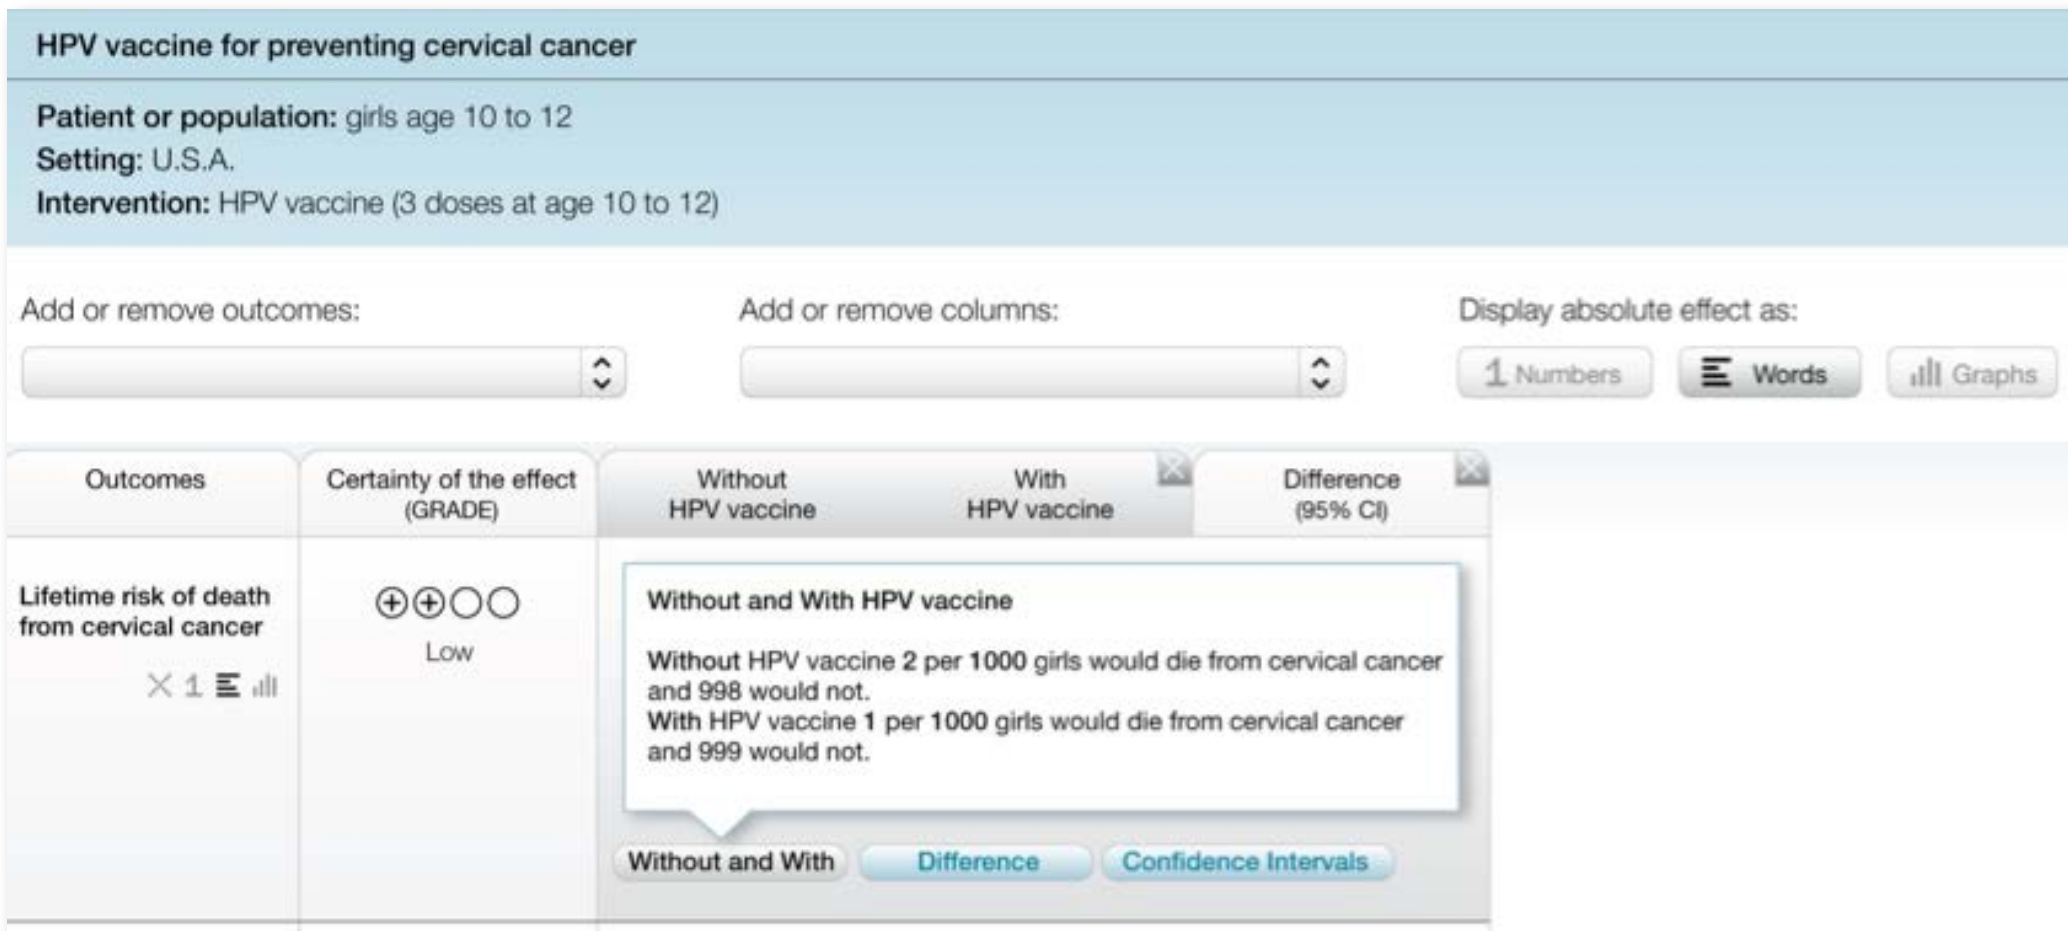 HPV vaccine for preventing cervical cancer
Patient or population: girls age 10 to 12
Setting: U.S.A.
Intervention: HPV vaccine (3 doses at age 10 to 12)
Add or remove outcomes:
Add or remove columns:
Display absolute effect as:
1 Numbers
Words
Graphs
Outcomes
Certainty of the effect
(GRADE)
Without
HPV vaccine
With
HPV vaccine
Difference
(95% CI)
Lifetime risk of death
from cervical cancer
1
Low
Without and With HPV vaccine
Without HPV vaccine 2 per 1000 girls would die from cervical cancer
and 998 would not.
With HPV vaccine 1 per 1000 girls would die from cervical cancer
and 999 would not.
Without and With
Difference
Confidence Intervals